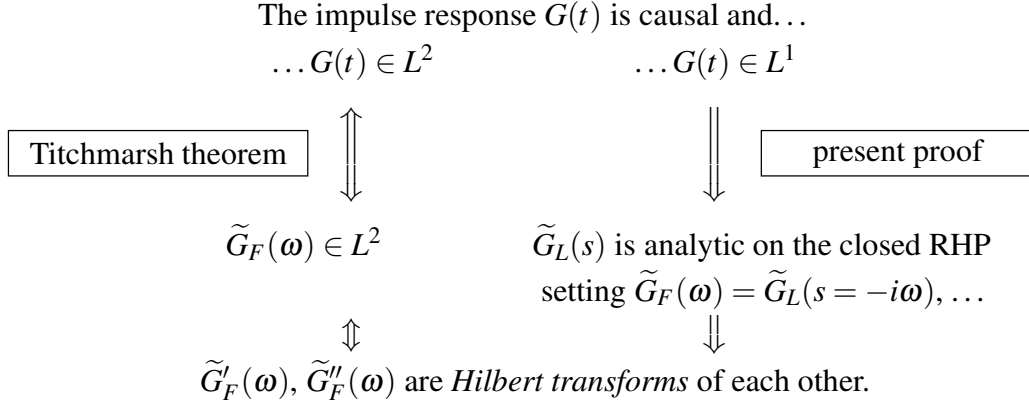 The impulse response G(t) is causal and…
…G(t) ∈ L² …G(t) ∈ L¹
⇕ ⇓
Titchmarsh theorem present proof
G̃_F(ω) ∈ L² G̃_L(s) is analytic on the closed RHP
setting G̃_F(ω) = G̃_L(s = −iω), …
⇕ ⇓
G̃′_F(ω), G̃″_F(ω) are Hilbert transforms of each other.